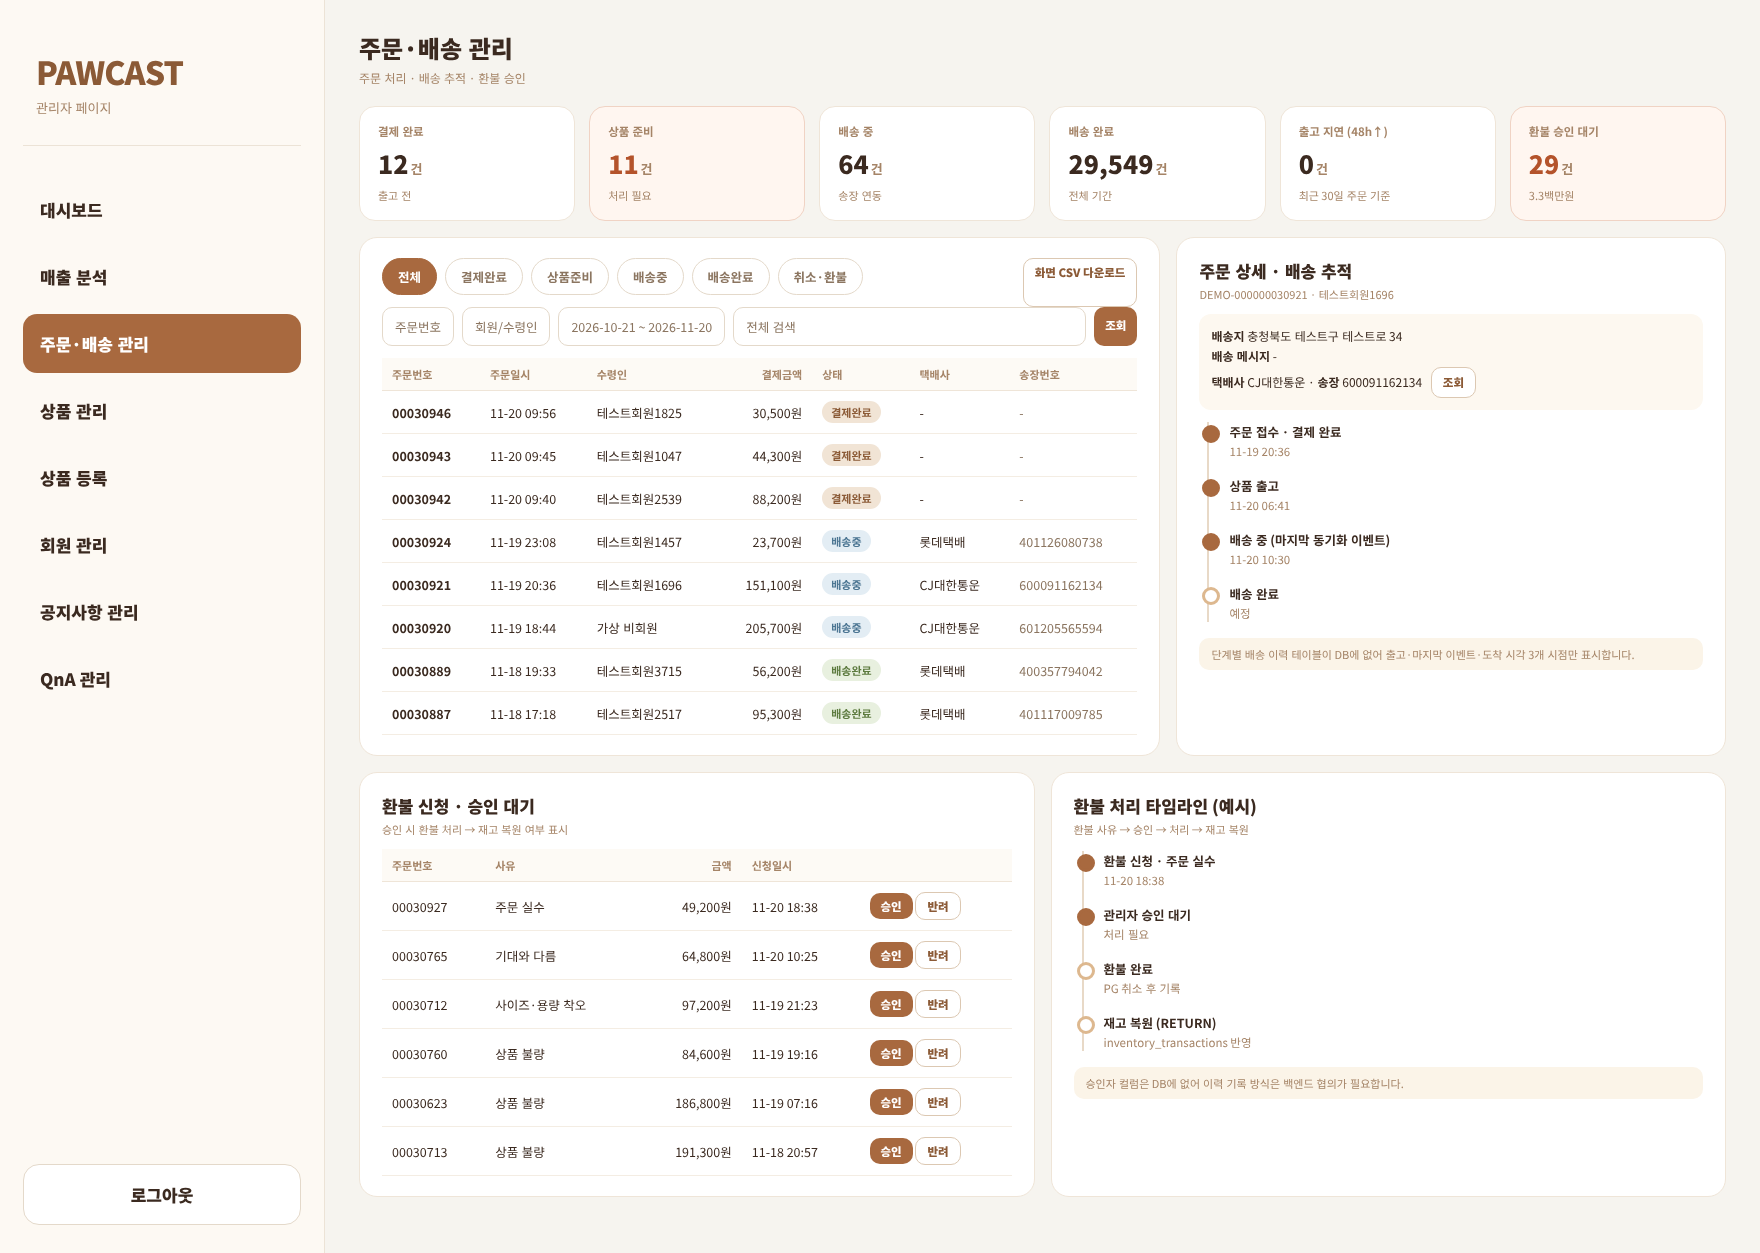 PAWCAST
관리자 페이지
대시보드
매출 분석
주문·배송 관리
상품 관리
상품 등록
회원 관리
공지사항 관리
QnA 관리
로그아웃
주문·배송 관리
주문 처리 · 배송 추적 · 환불 승인
결제 완료
12건
출고 전
상품 준비
11건
처리 필요
배송 중
64건
송장 연동
배송 완료
29,549건
전체 기간
출고 지연 (48h↑)
0건
최근 30일 주문 기준
환불 승인 대기
29건
3.3백만원
전체 결제완료 상품준비 배송중 배송완료 취소·환불 화면 CSV 다운로드
주문번호 회원/수령인 2026-10-21 ~ 2026-11-20 전체 검색 조회
주문번호 주문일시 수령인 결제금액 상태 택배사 송장번호
00030946 11-20 09:56 테스트회원1825 30,500원 결제완료 - -
00030943 11-20 09:45 테스트회원1047 44,300원 결제완료 - -
00030942 11-20 09:40 테스트회원2539 88,200원 결제완료 - -
00030924 11-19 23:08 테스트회원1457 23,700원 배송중 롯데택배 401126080738
00030921 11-19 20:36 테스트회원1696 151,100원 배송중 CJ대한통운 600091162134
00030920 11-19 18:44 가상 비회원 205,700원 배송중 CJ대한통운 601205565594
00030889 11-18 19:33 테스트회원3715 56,200원 배송완료 롯데택배 400357794042
00030887 11-18 17:18 테스트회원2517 95,300원 배송완료 롯데택배 401117009785
주문 상세 · 배송 추적
DEMO-000000030921 · 테스트회원1696
배송지 충청북도 테스트구 테스트로 34
배송 메시지 -
택배사 CJ대한통운 · 송장 600091162134 조회
주문 접수 · 결제 완료
11-19 20:36
상품 출고
11-20 06:41
배송 중 (마지막 동기화 이벤트)
11-20 10:30
배송 완료
예정
단계별 배송 이력 테이블이 DB에 없어 출고·마지막 이벤트·도착 시각 3개 시점만 표시합니다.
환불 신청 · 승인 대기
승인 시 환불 처리 → 재고 복원 여부 표시
주문번호 사유 금액 신청일시
00030927 주문 실수 49,200원 11-20 18:38 승인 반려
00030765 기대와 다름 64,800원 11-20 10:25 승인 반려
00030712 사이즈·용량 착오 97,200원 11-19 21:23 승인 반려
00030760 상품 불량 84,600원 11-19 19:16 승인 반려
00030623 상품 불량 186,800원 11-19 07:16 승인 반려
00030713 상품 불량 191,300원 11-18 20:57 승인 반려
환불 처리 타임라인 (예시)
환불 사유 → 승인 → 처리 → 재고 복원
환불 신청 · 주문 실수
11-20 18:38
관리자 승인 대기
처리 필요
환불 완료
PG 취소 후 기록
재고 복원 (RETURN)
inventory_transactions 반영
승인자 컬럼은 DB에 없어 이력 기록 방식은 백엔드 협의가 필요합니다.